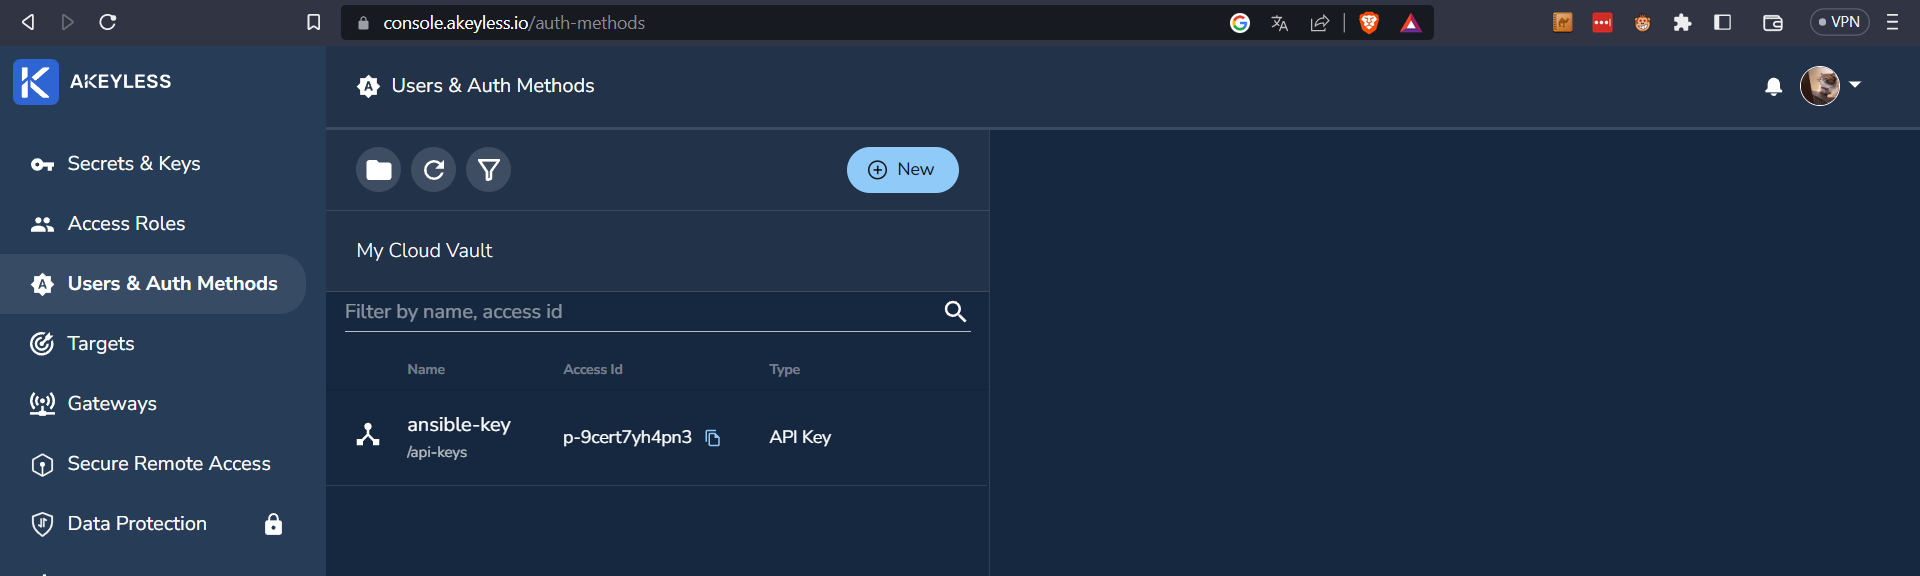 console.akeyless.io/auth-methods
VPN
AKEYLESS
Users & Auth Methods
Secrets & Keys
Access Roles
Users & Auth Methods
Targets
Gateways
Secure Remote Access
Data Protection
New
My Cloud Vault
Filter by name, access id
Name Access Id Type
ansible-key p-9cert7yh4pn3 API Key
/api-keys